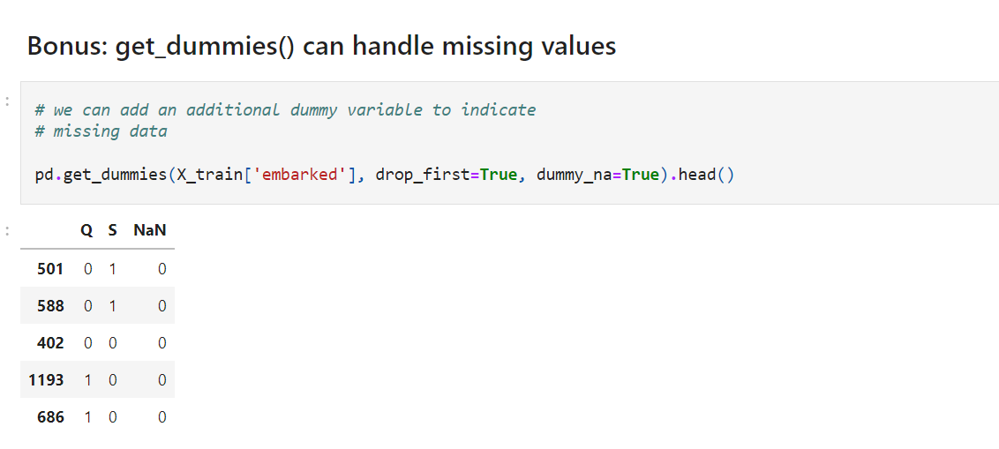 Bonus: get_dummies() can handle missing values
:
# we can add an additional dummy variable to indicate
# missing data
pd.get_dummies(X_train['embarked'], drop_first=True, dummy_na=True).head()
:
Q S NaN
501 0 1 0
588 0 1 0
402 0 0 0
1193 1 0 0
686 1 0 0